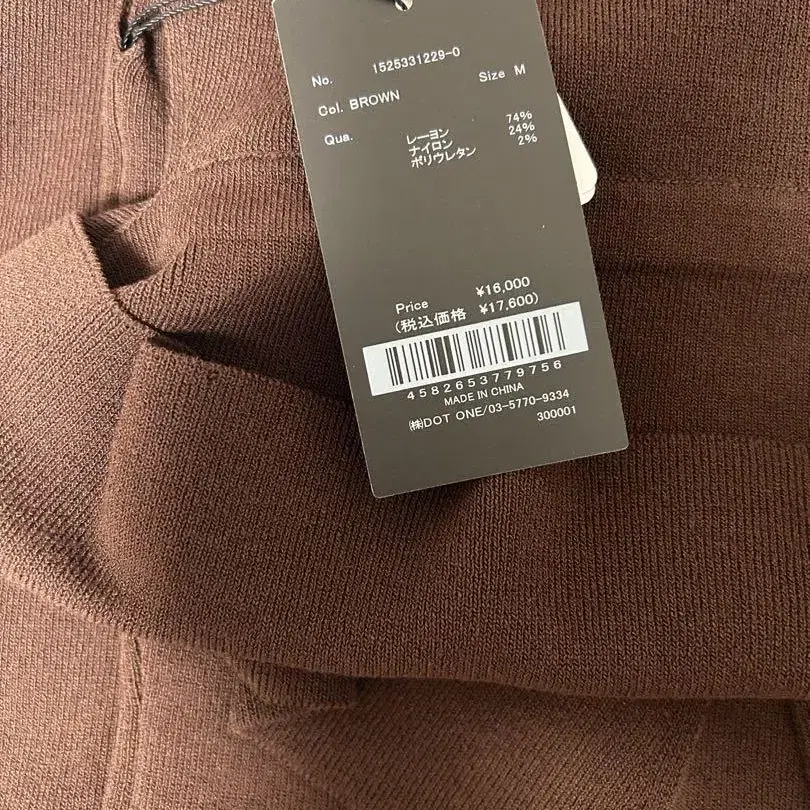 No. 1525331229-0
Size M
Col. BROWN
Qua. レーヨン 74%
ナイロン 24%
ポリウレタン 2%
Price ¥16,000
(税込価格 ¥17,600)
4582653779756
MADE IN CHINA
㈱DOT ONE/03-5770-9334
300001